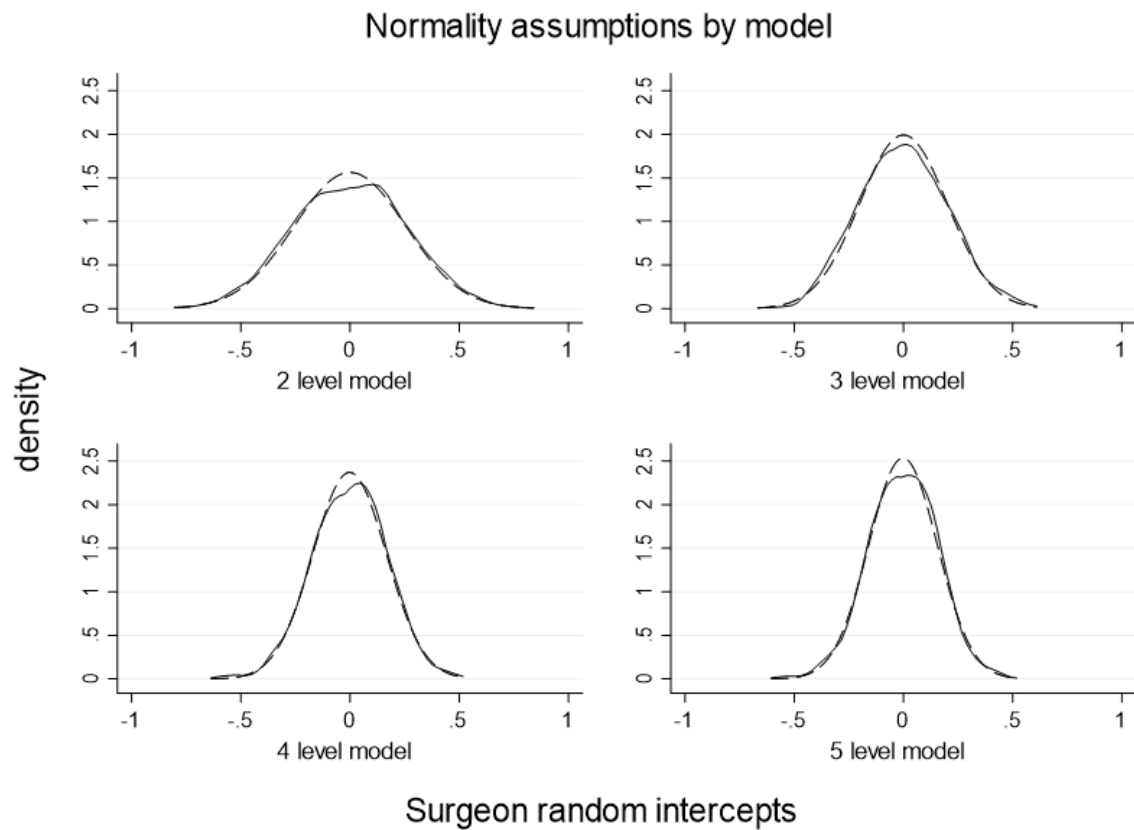 Normality assumptions by model
2.5
2
1.5
1
.5
0
-1 -.5 0 .5 1
2 level model
2.5
2
1.5
1
.5
0
-1 -.5 0 .5 1
3 level model
density
2.5
2
1.5
1
.5
0
-1 -.5 0 .5 1
4 level model
2.5
2
1.5
1
.5
0
-1 -.5 0 .5 1
5 level model
Surgeon random intercepts